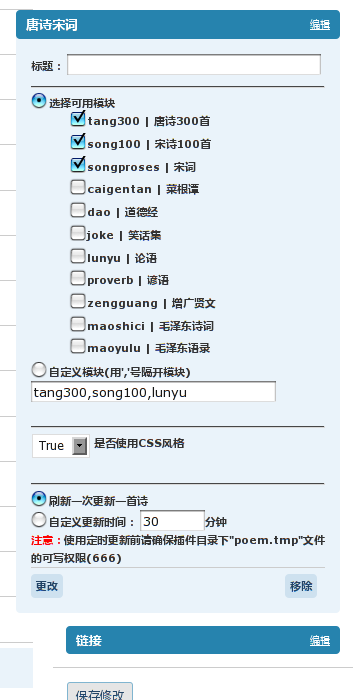 唐诗宋词 编辑
标题：
选择可用模块
tang300 | 唐诗300首
song100 | 宋诗100首
songproses | 宋词
caigentan | 菜根谭
dao | 道德经
joke | 笑话集
lunyu | 论语
proverb | 谚语
zengguang | 增广贤文
maoshici | 毛泽东诗词
maoyulu | 毛泽东语录
自定义模块(用','号隔开模块)
tang300,song100,lunyu
True 是否使用CSS风格
刷新一次更新一首诗
自定义更新时间： 30 分钟
注意：使用定时更新前请确保插件目录下"poem.tmp"文件
的可写权限(666)
更改 移除
链接 编辑
保存修改